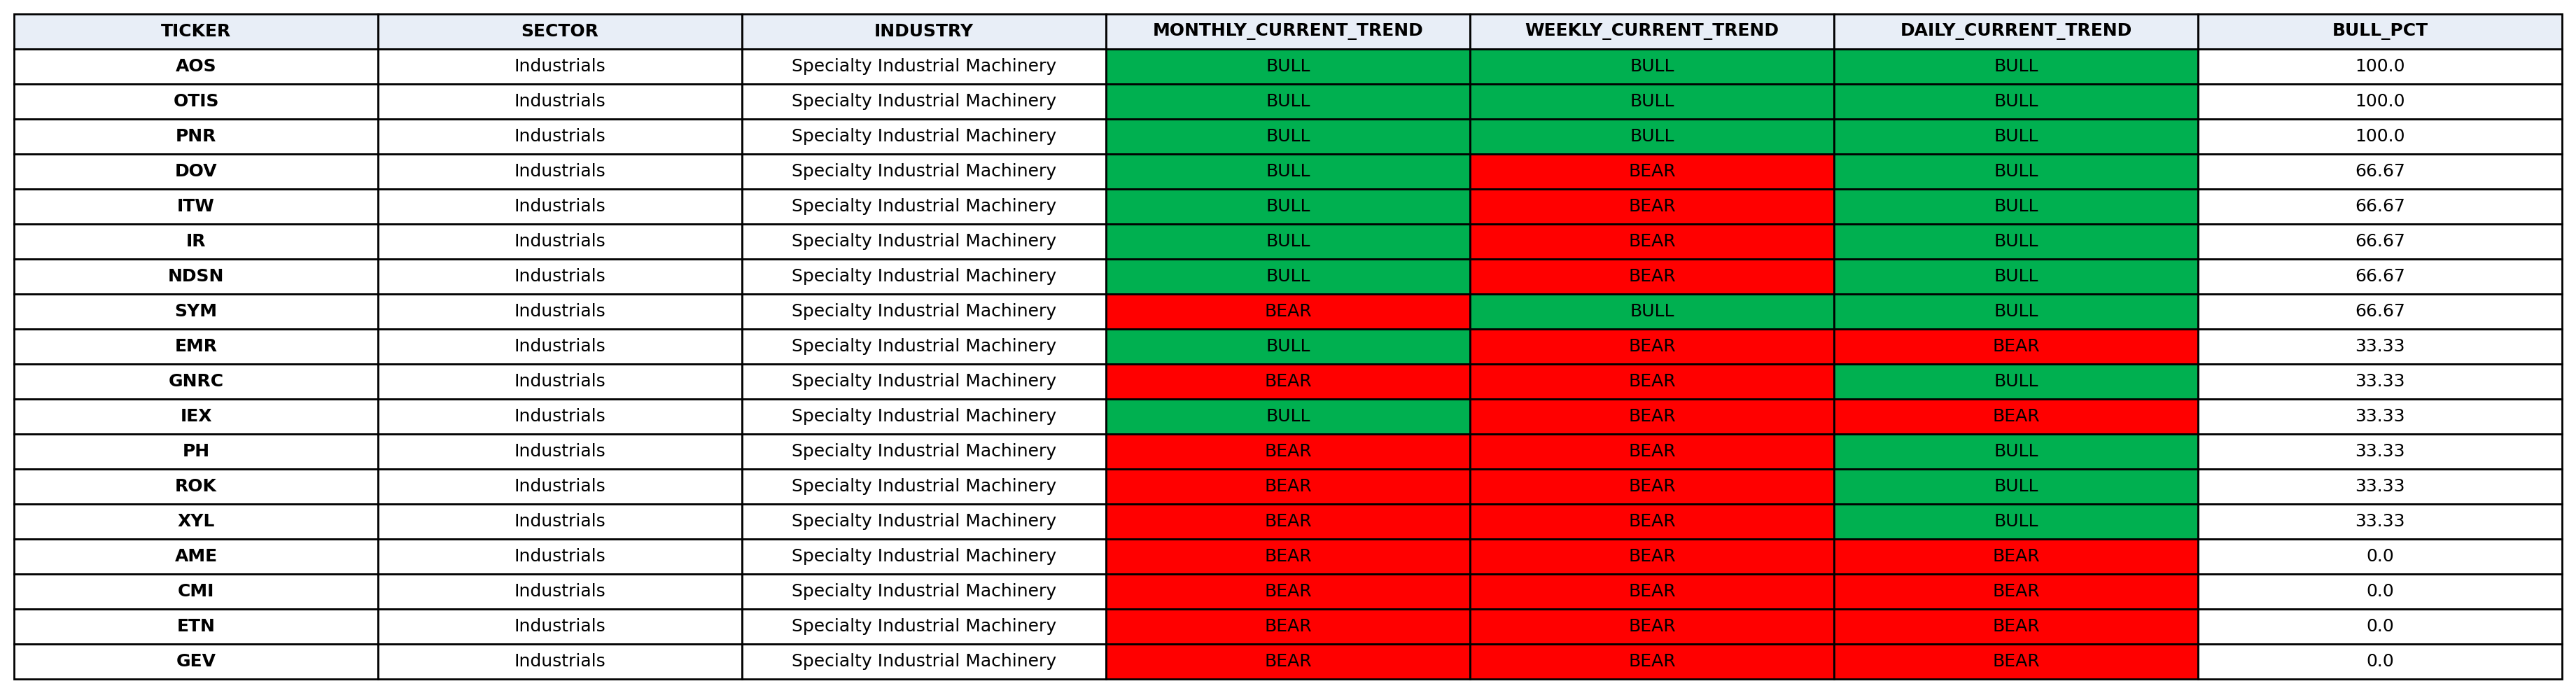 TICKER SECTOR INDUSTRY MONTHLY_CURRENT_TREND WEEKLY_CURRENT_TREND DAILY_CURRENT_TREND BULL_PCT
AOS Industrials Specialty Industrial Machinery BULL BULL BULL 100.0
OTIS Industrials Specialty Industrial Machinery BULL BULL BULL 100.0
PNR Industrials Specialty Industrial Machinery BULL BULL BULL 100.0
DOV Industrials Specialty Industrial Machinery BULL BEAR BULL 66.67
ITW Industrials Specialty Industrial Machinery BULL BEAR BULL 66.67
IR Industrials Specialty Industrial Machinery BULL BEAR BULL 66.67
NDSN Industrials Specialty Industrial Machinery BULL BEAR BULL 66.67
SYM Industrials Specialty Industrial Machinery BEAR BULL BULL 66.67
EMR Industrials Specialty Industrial Machinery BULL BEAR BEAR 33.33
GNRC Industrials Specialty Industrial Machinery BEAR BEAR BULL 33.33
IEX Industrials Specialty Industrial Machinery BULL BEAR BEAR 33.33
PH Industrials Specialty Industrial Machinery BEAR BEAR BULL 33.33
ROK Industrials Specialty Industrial Machinery BEAR BEAR BULL 33.33
XYL Industrials Specialty Industrial Machinery BEAR BEAR BULL 33.33
AME Industrials Specialty Industrial Machinery BEAR BEAR BEAR 0.0
CMI Industrials Specialty Industrial Machinery BEAR BEAR BEAR 0.0
ETN Industrials Specialty Industrial Machinery BEAR BEAR BEAR 0.0
GEV Industrials Specialty Industrial Machinery BEAR BEAR BEAR 0.0